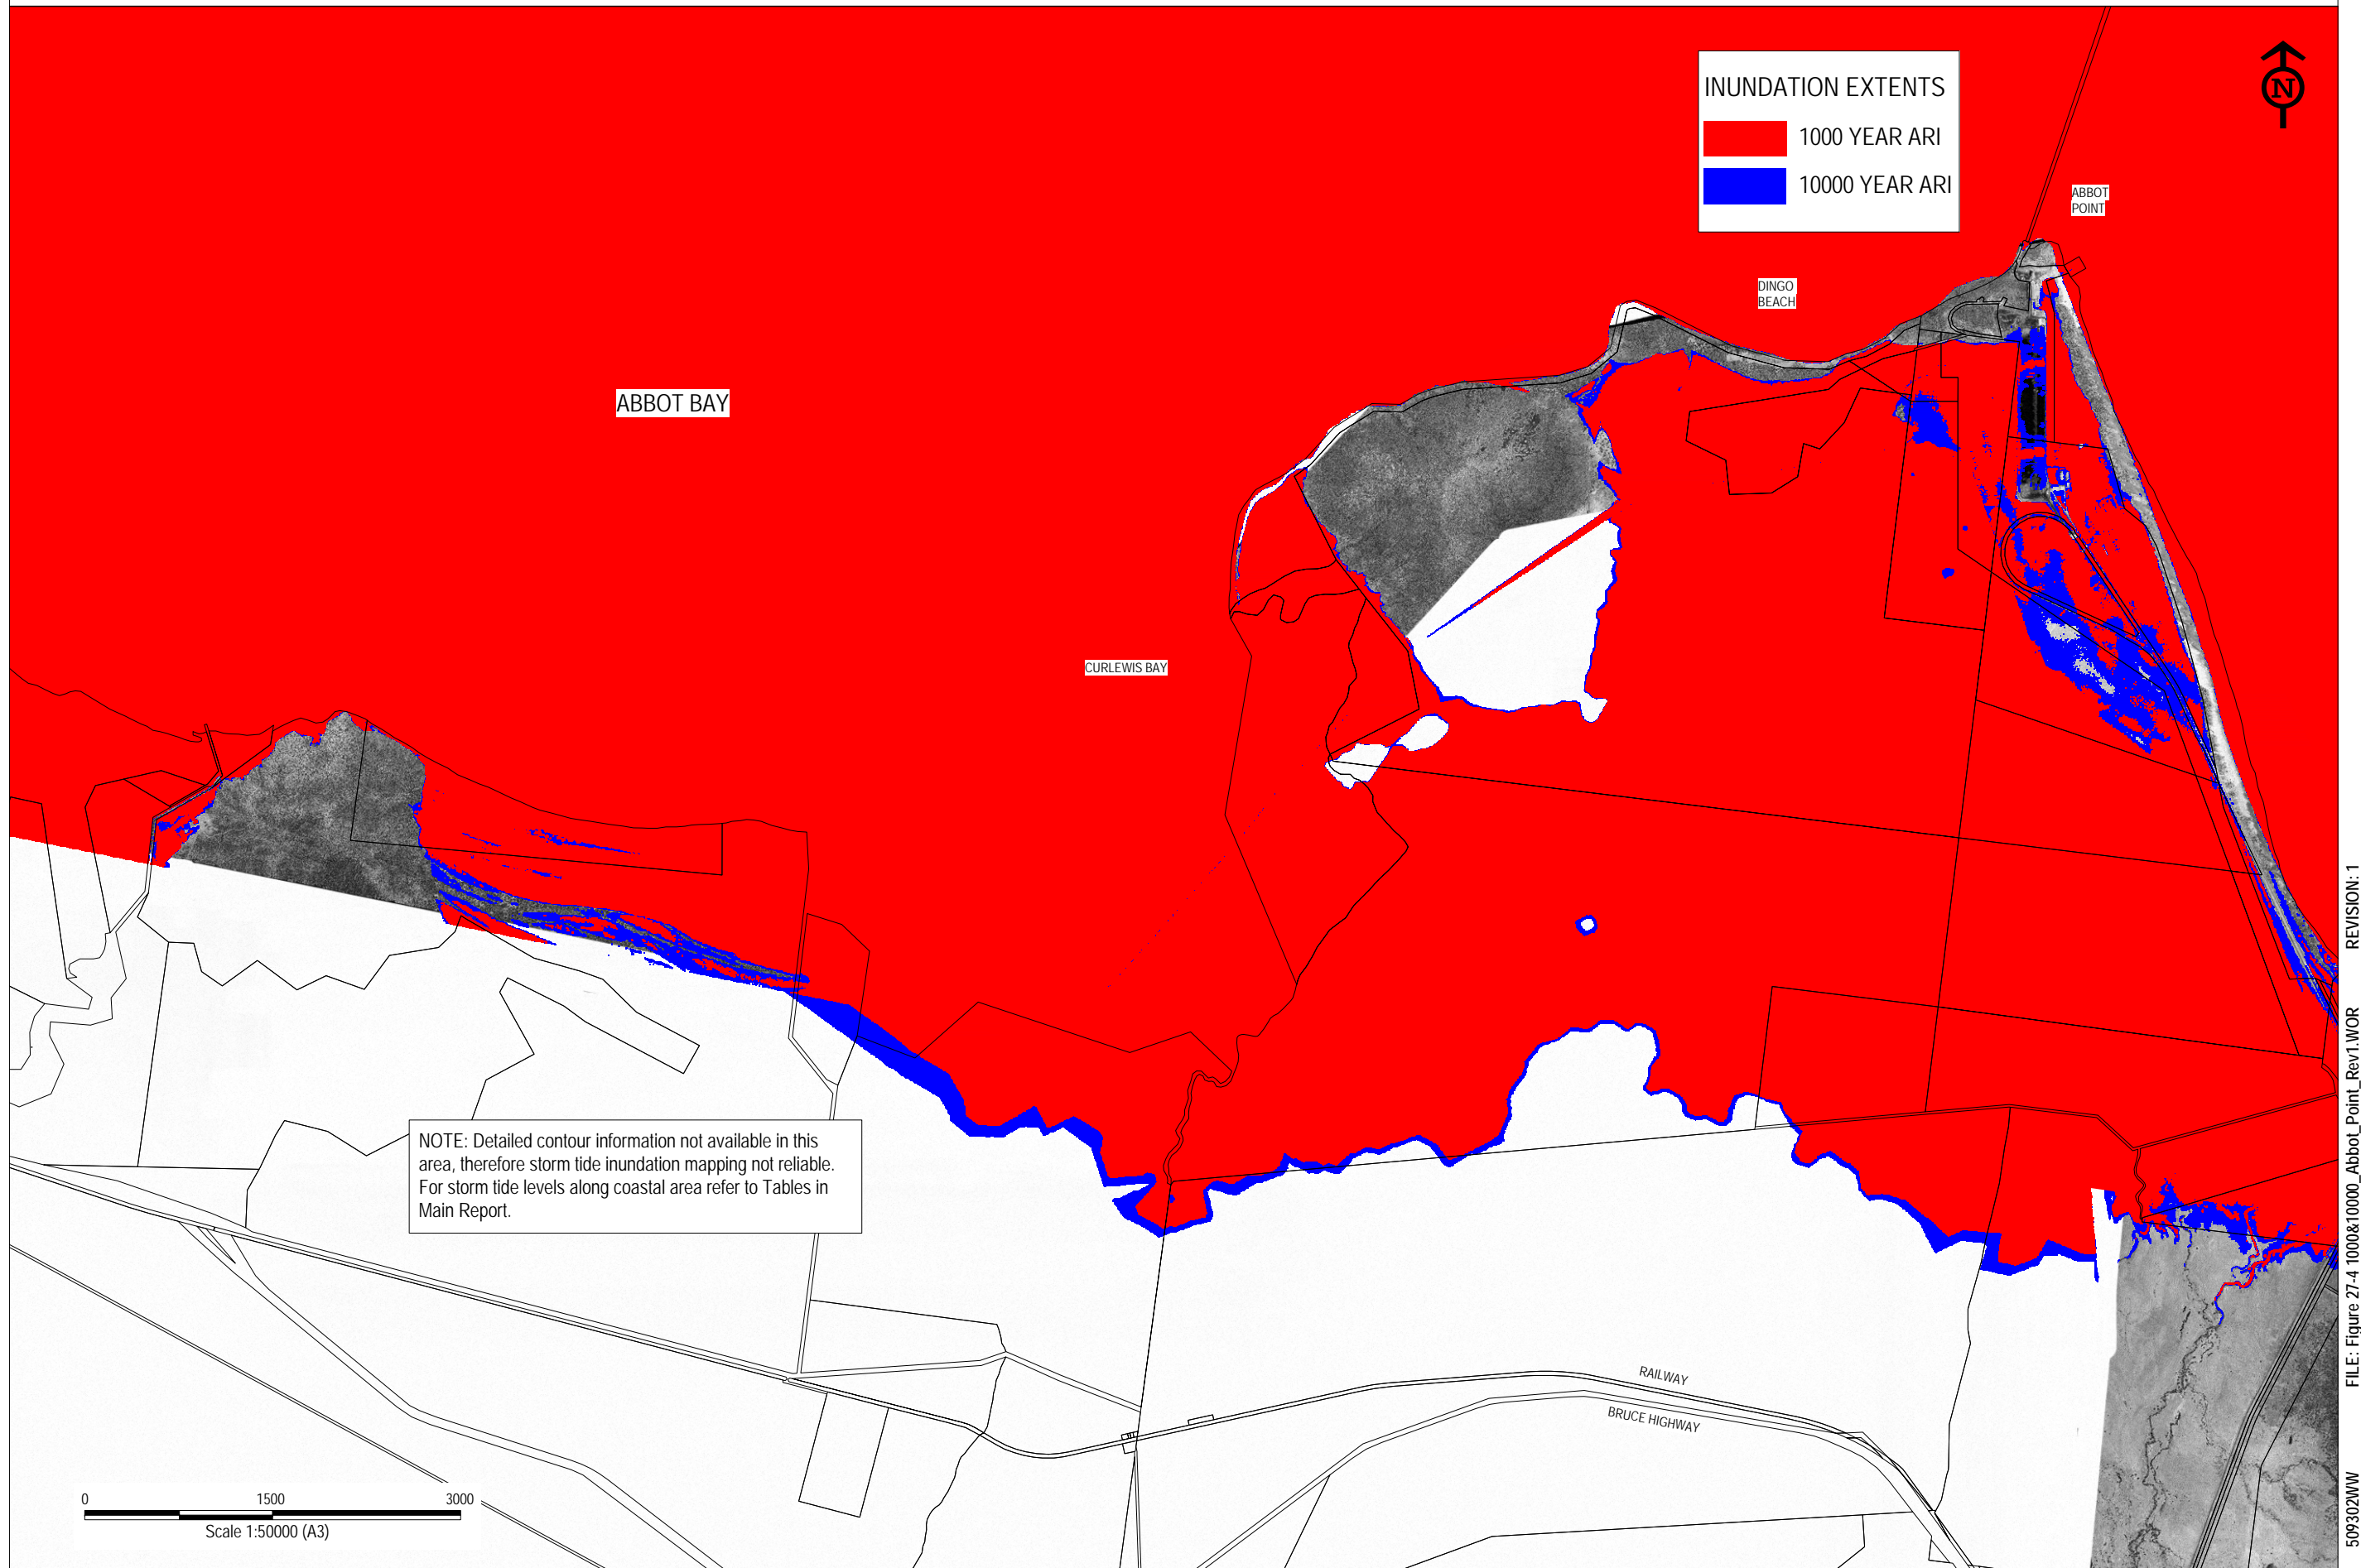 INUNDATION EXTENTS
1000 YEAR ARI
10000 YEAR ARI
N
ABBOT
POINT
DINGO
BEACH
ABBOT BAY
CURLEWIS BAY
NOTE: Detailed contour information not available in this
area, therefore storm tide inundation mapping not reliable.
For storm tide levels along coastal area refer to Tables in
Main Report.
RAILWAY
BRUCE HIGHWAY
0 1500 3000
Scale 1:50000 (A3)
509302WW FILE: Figure 27-4 1000&10000_Abbot_Point_Rev1.WOR REVISION: 1